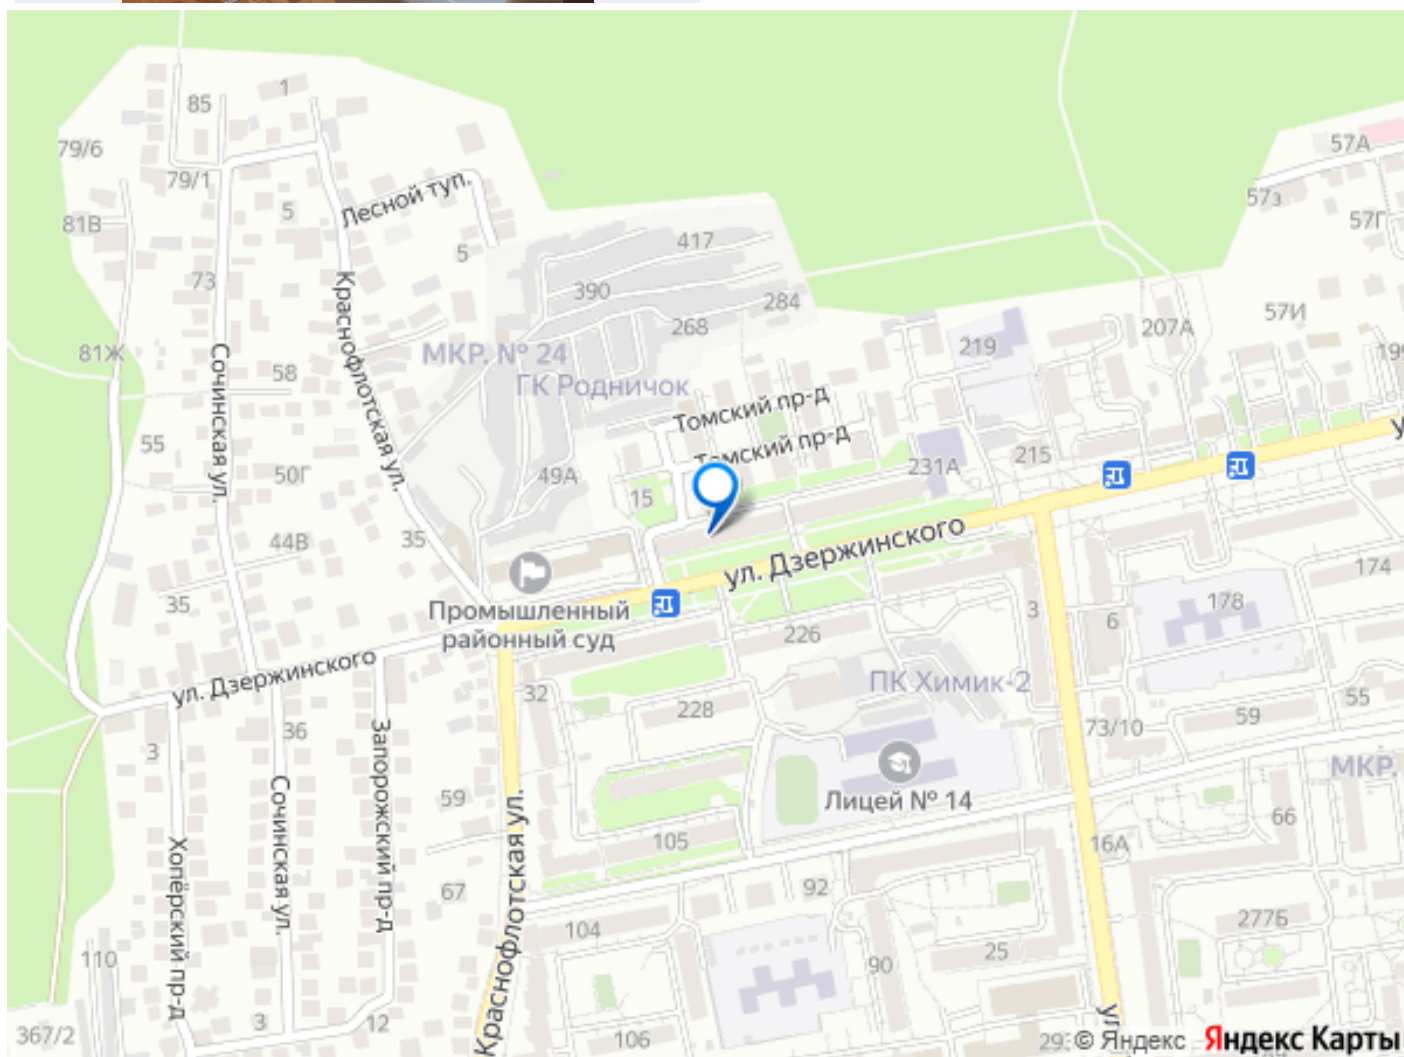 85
1
79/6
79/1
57А
57з
57Г
81В
5
Лесной туп.
5
417
73
390
284
268
57И
207А
219
199
81Ж
58
МКР. № 24
ГК Родничок
Краснофлотская ул.
Сочинская ул.
Томский пр-д
Томский пр-д
55
50Г
49А
15
231А
215
35
44В
35
ул. Дзержинского
Промышленный
районный суд
226
3
6
178
174
ул. Дзержинского
32
228
ПК Химик-2
3
36
73/10
59
55
МКР.
Запорожский пр-д
Сочинская ул.
59
Лицей № 14
105
66
16А
Хопёрский пр-д
67
92
Краснофлотская ул.
104
90
25
277Б
110
367/2
3
12
106
29
© Яндекс
Яндекс Карты